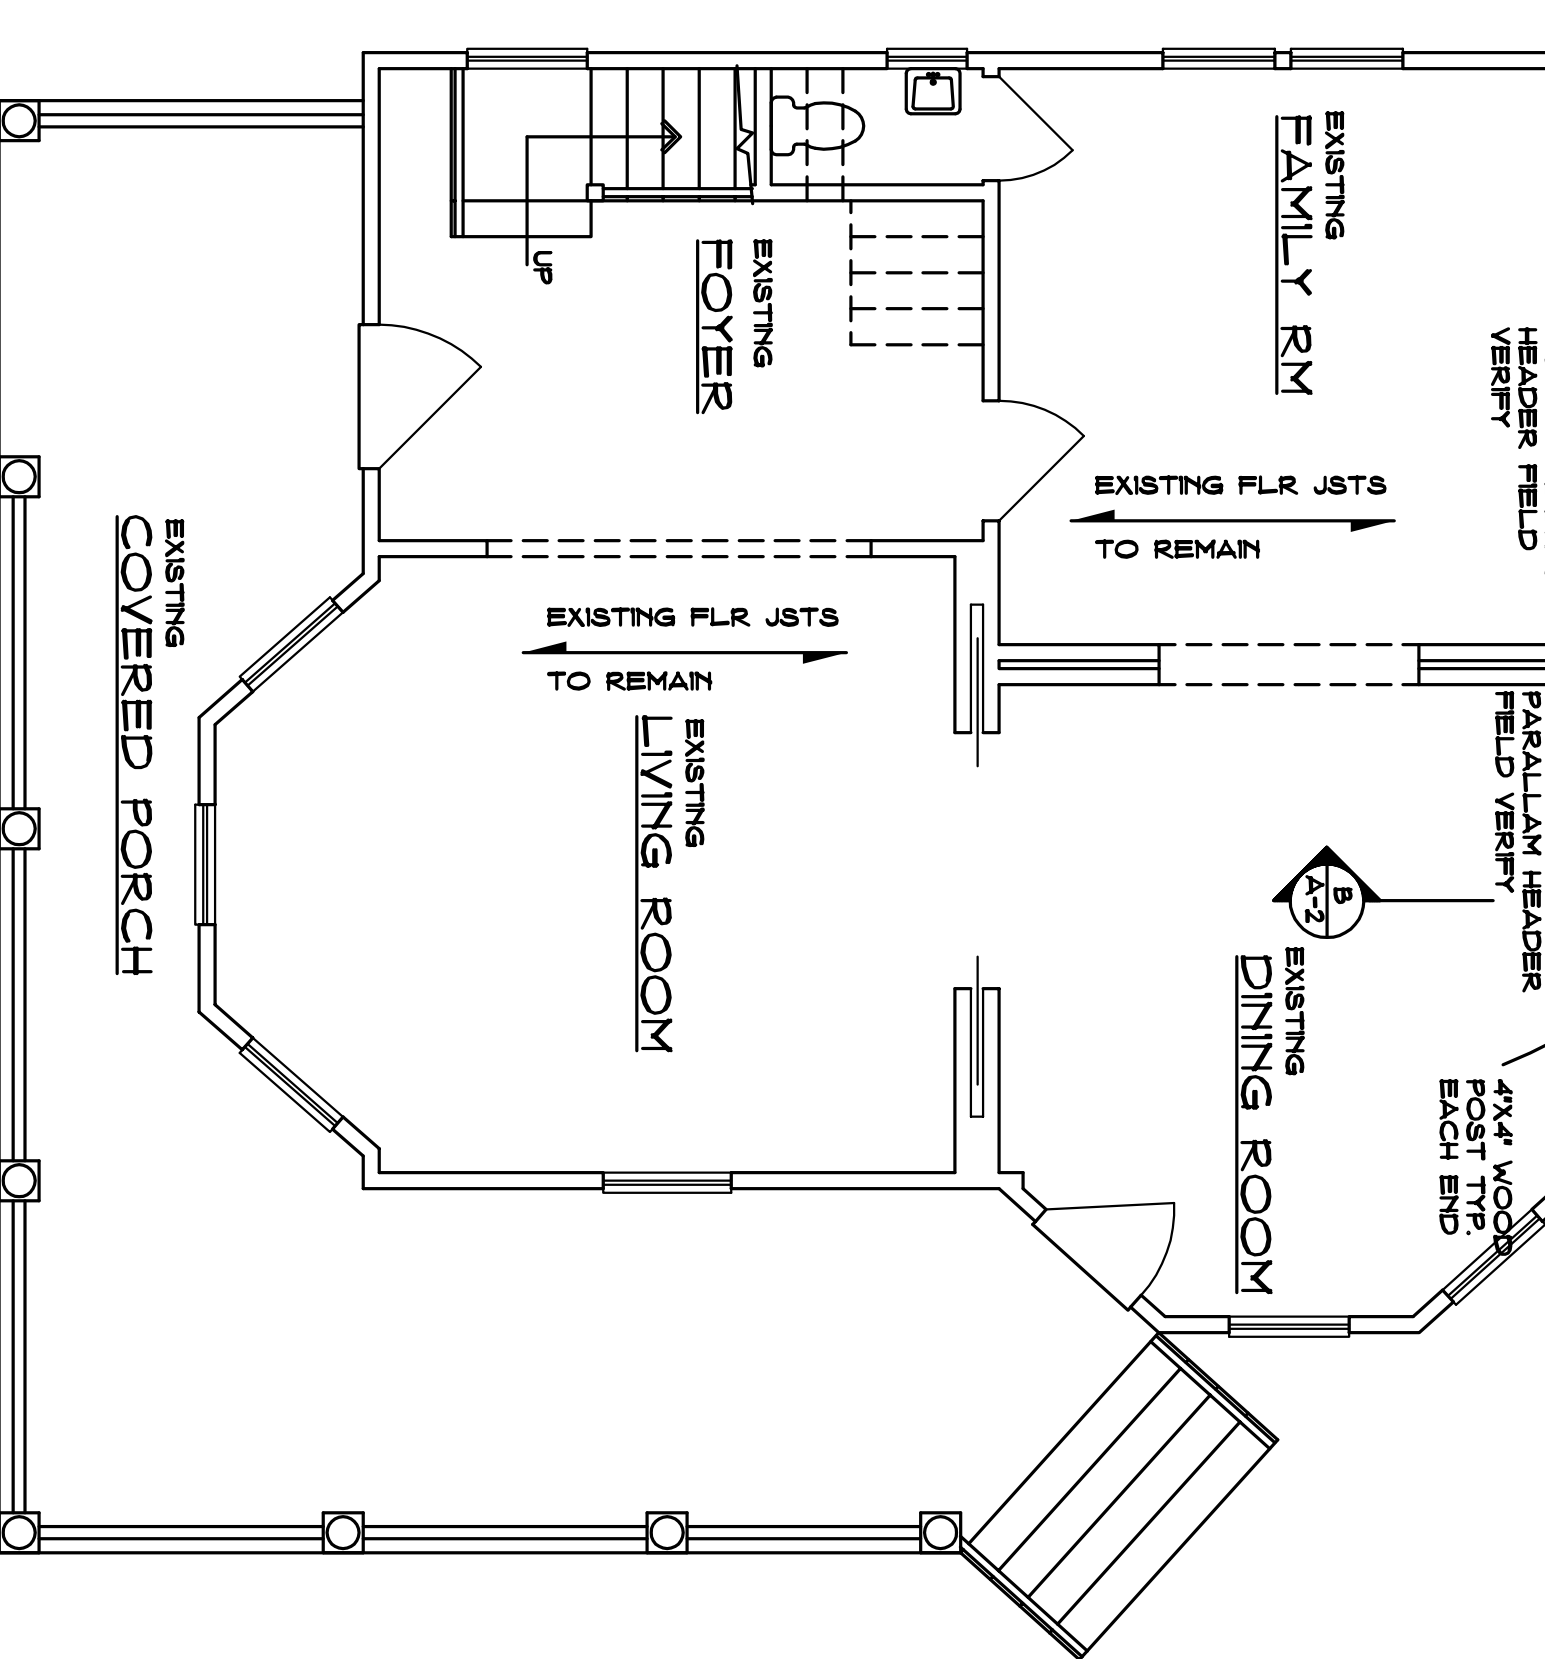 EXISTING
FAMILY RM
HEADER FIELD
VERIFY
EXISTING
FOYER
UP
EXISTING FLR JSTS
TO REMAIN
EXISTING FLR JSTS
TO REMAIN
EXISTING
COVERED PORCH
EXISTING
LIVING ROOM
PARALLAM HEADER
FIELD VERIFY
B
A-2
EXISTING
DINING ROOM
4"X4" WOOD
POST TYP.
EACH END